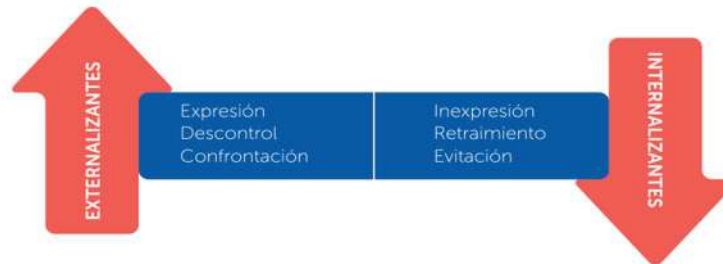 EXTERNALIZANTES
Expresión
Descontrol
Confrontación
Inexpresión
Retraimiento
Evitación
INTERNALIZANTES